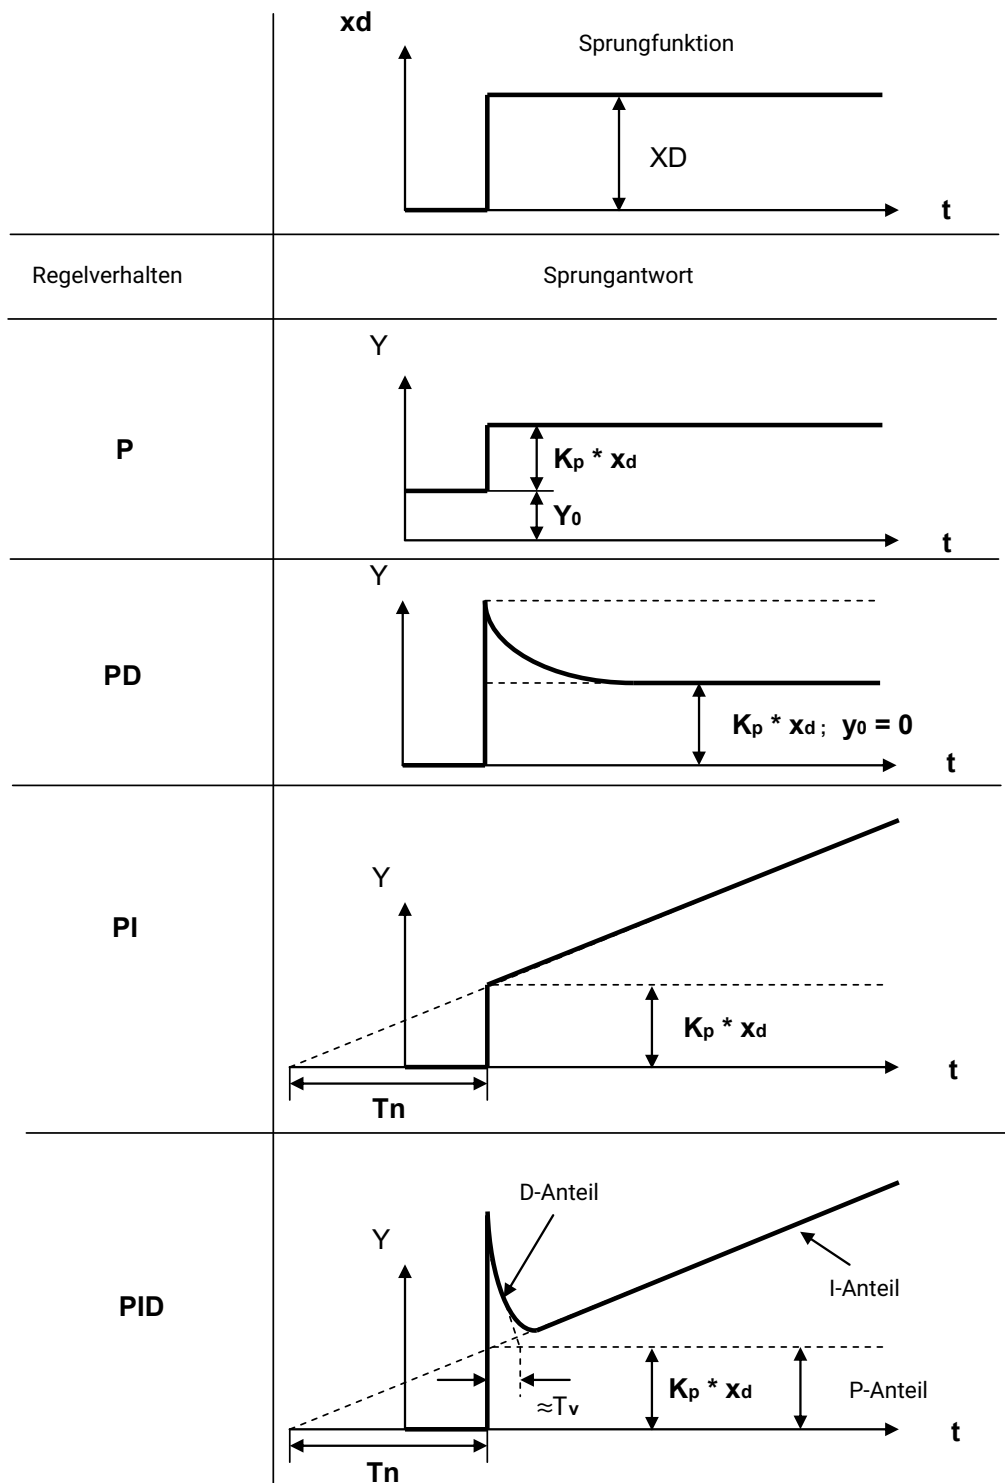 xd
Sprungfunktion
XD
t
Regelverhalten
Sprungantwort
Y
P
Kp * xd
Y0
t
Y
PD
Kp * xd ; y0 = 0
t
Y
PI
Kp * xd
t
Tn
D-Anteil
Y
I-Anteil
PID
Kp * xd
P-Anteil
≈Tv
t
Tn